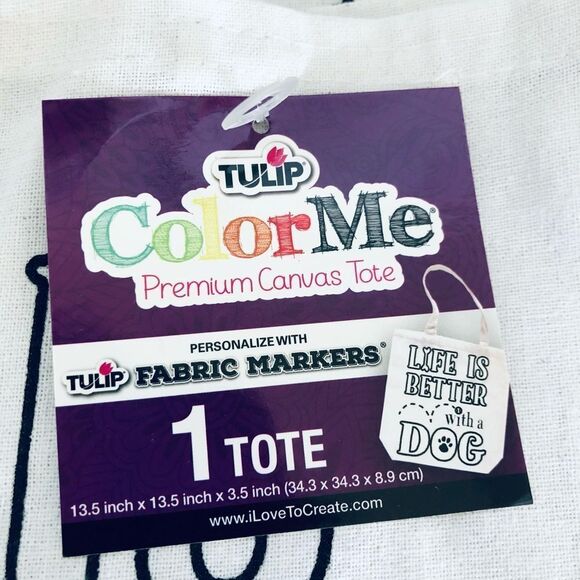 TULIP
ColorMe®
Premium Canvas Tote
PERSONALIZE WITH
TULIP FABRIC MARKERS®
1 TOTE
13.5 inch x 13.5 inch x 3.5 inch (34.3 x 34.3 x 8.9 cm)
www.iLoveToCreate.com
LIFE IS
BETTER
with a
DOG